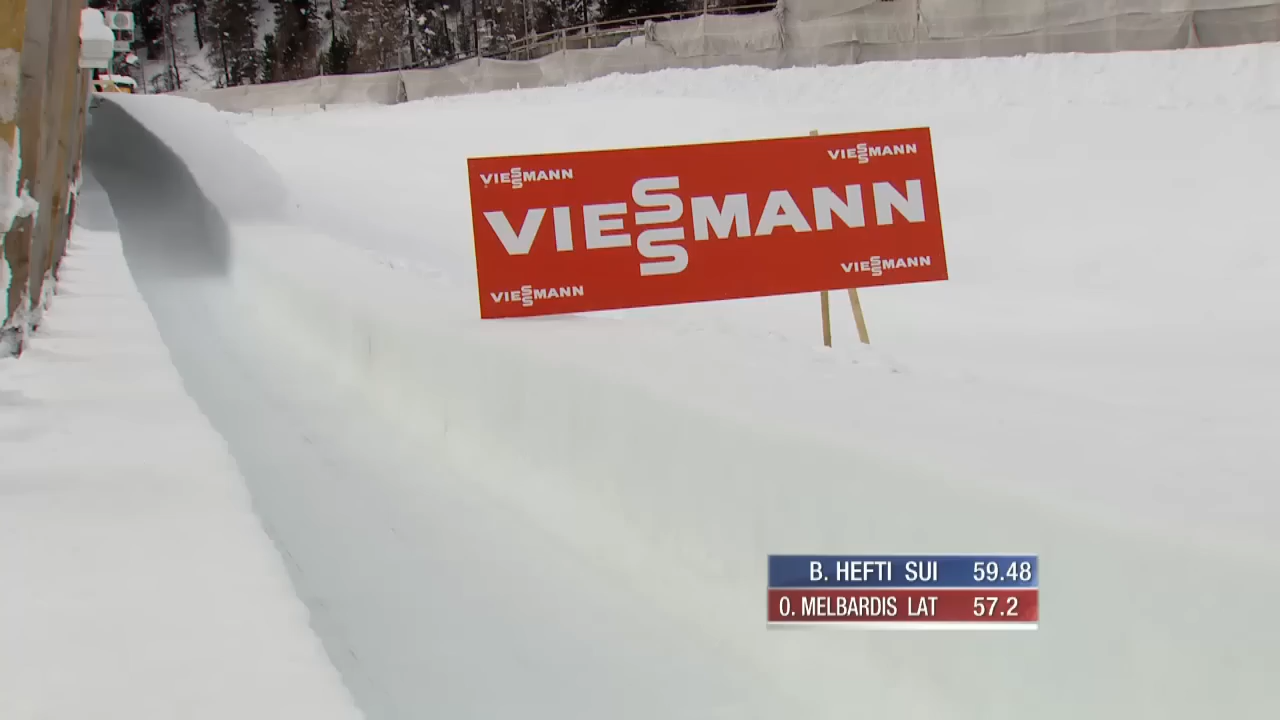 VIESSMANN VIESSMANN
VIESSMANN
VIESSMANN VIESSMANN
B. HEFTI SUI 59.48
O. MELBARDIS LAT 57.2